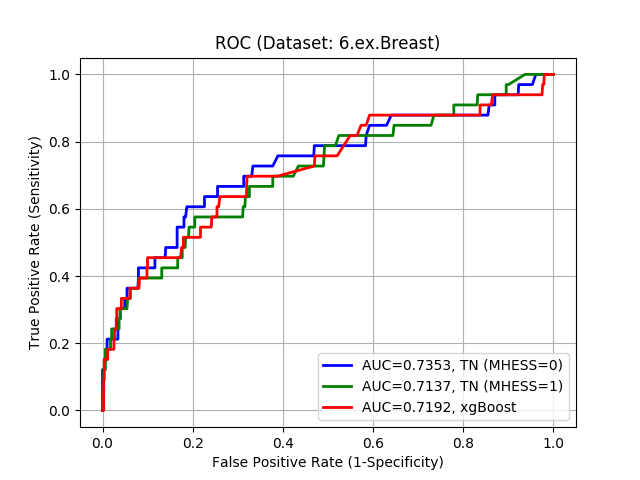 ROC (Dataset: 6.ex.Breast)
True Positive Rate (Sensitivity)
1.0
0.8
0.6
0.4
0.2
0.0
0.0 0.2 0.4 0.6 0.8 1.0
False Positive Rate (1-Specificity)
AUC=0.7353, TN (MHESS=0)
AUC=0.7137, TN (MHESS=1)
AUC=0.7192, xgBoost